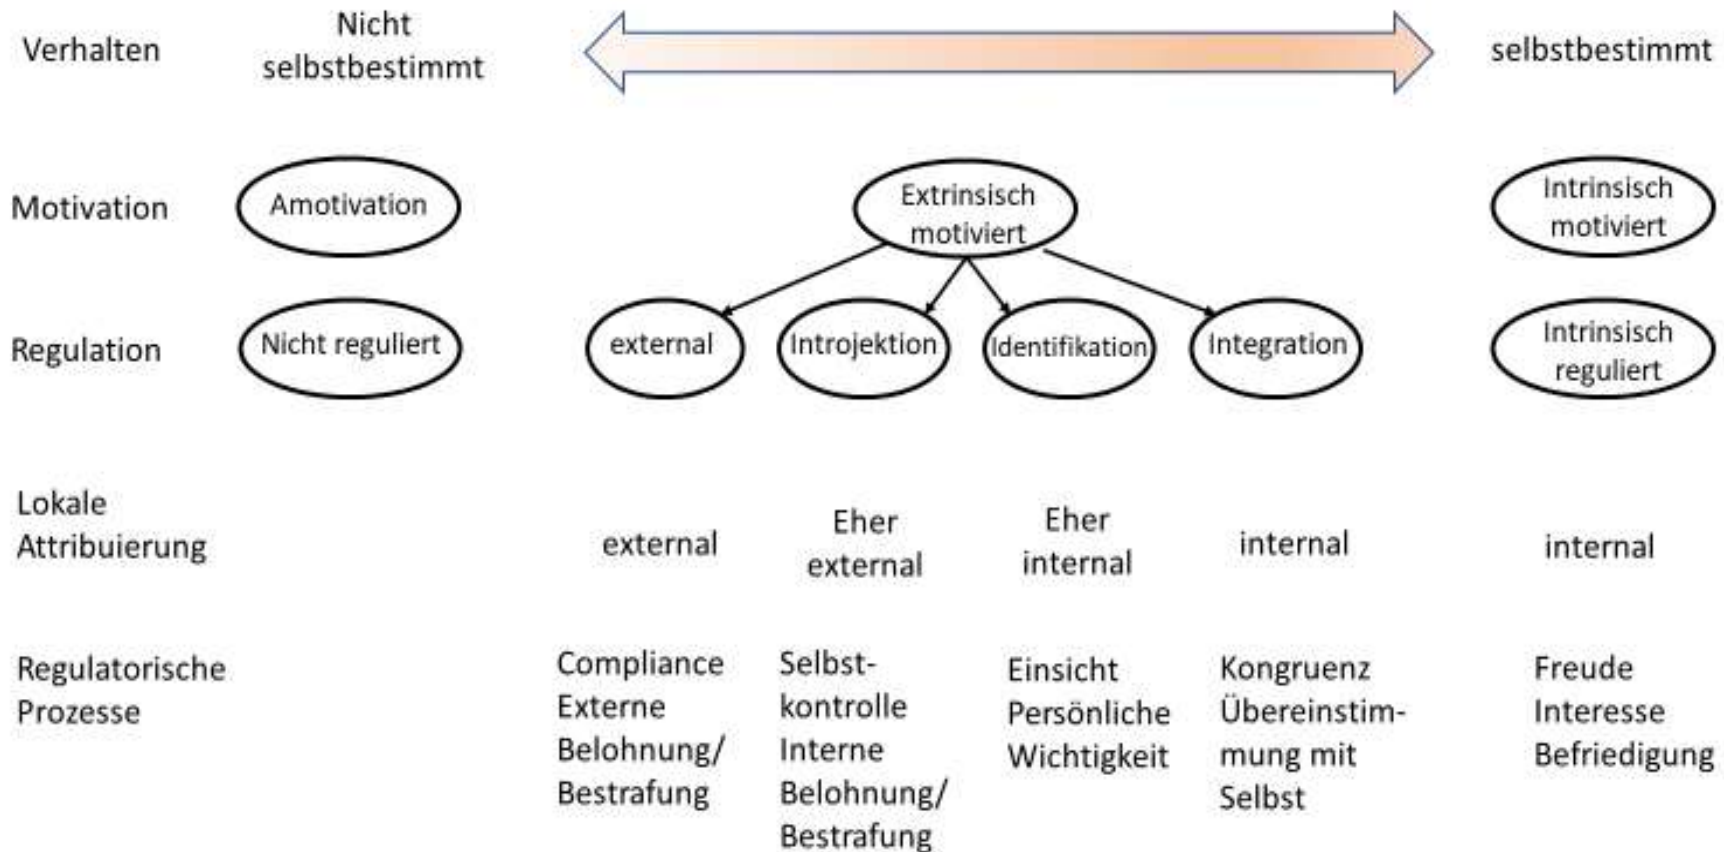 Verhalten
Nicht
selbstbestimmt
selbstbestimmt
Motivation
Amotivation
Extrinsisch
motiviert
Intrinsisch
motiviert
Regulation
Nicht reguliert
external
Introjektion
Identifikation
Integration
Intrinsisch
reguliert
Lokale
Attribuierung
external
Eher
external
Eher
internal
internal
internal
Regulatorische
Prozesse
Compliance
Externe
Belohnung/
Bestrafung
Selbst-
kontrolle
Interne
Belohnung/
Bestrafung
Einsicht
Persönliche
Wichtigkeit
Kongruenz
Übereinstim-
mung mit
Selbst
Freude
Interesse
Befriedigung